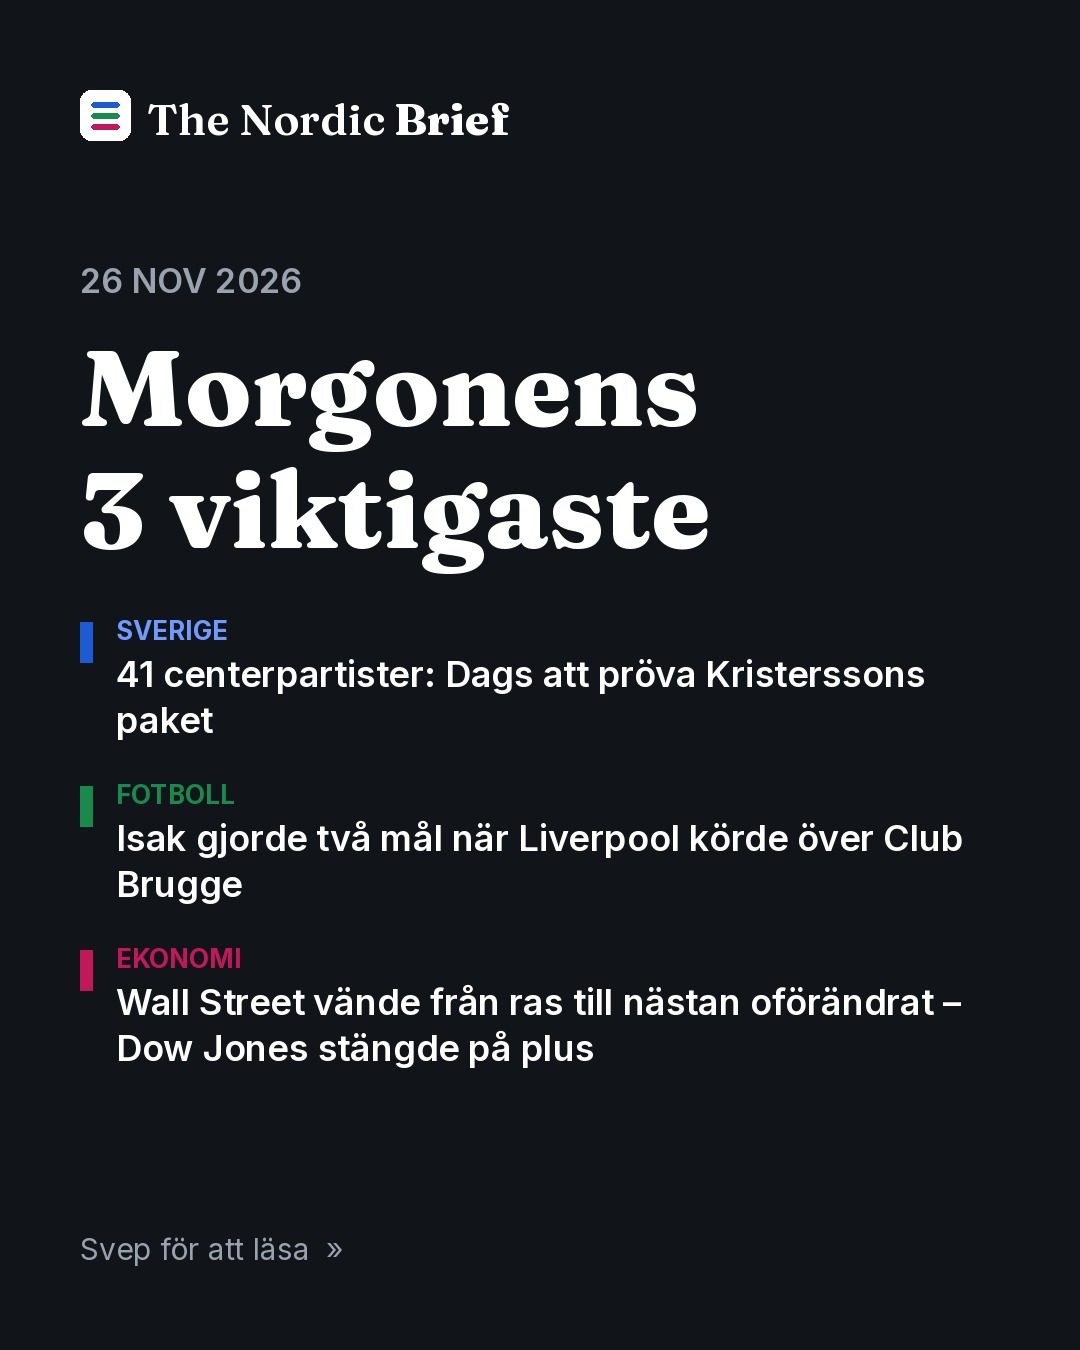 The Nordic Brief
26 NOV 2026
Morgonens
3 viktigaste
SVERIGE
41 centerpartister: Dags att pröva Kristerssons
paket
FOTBOLL
Isak gjorde två mål när Liverpool körde över Club
Brugge
EKONOMI
Wall Street vände från ras till nästan oförändrat –
Dow Jones stängde på plus
Svep för att läsa »